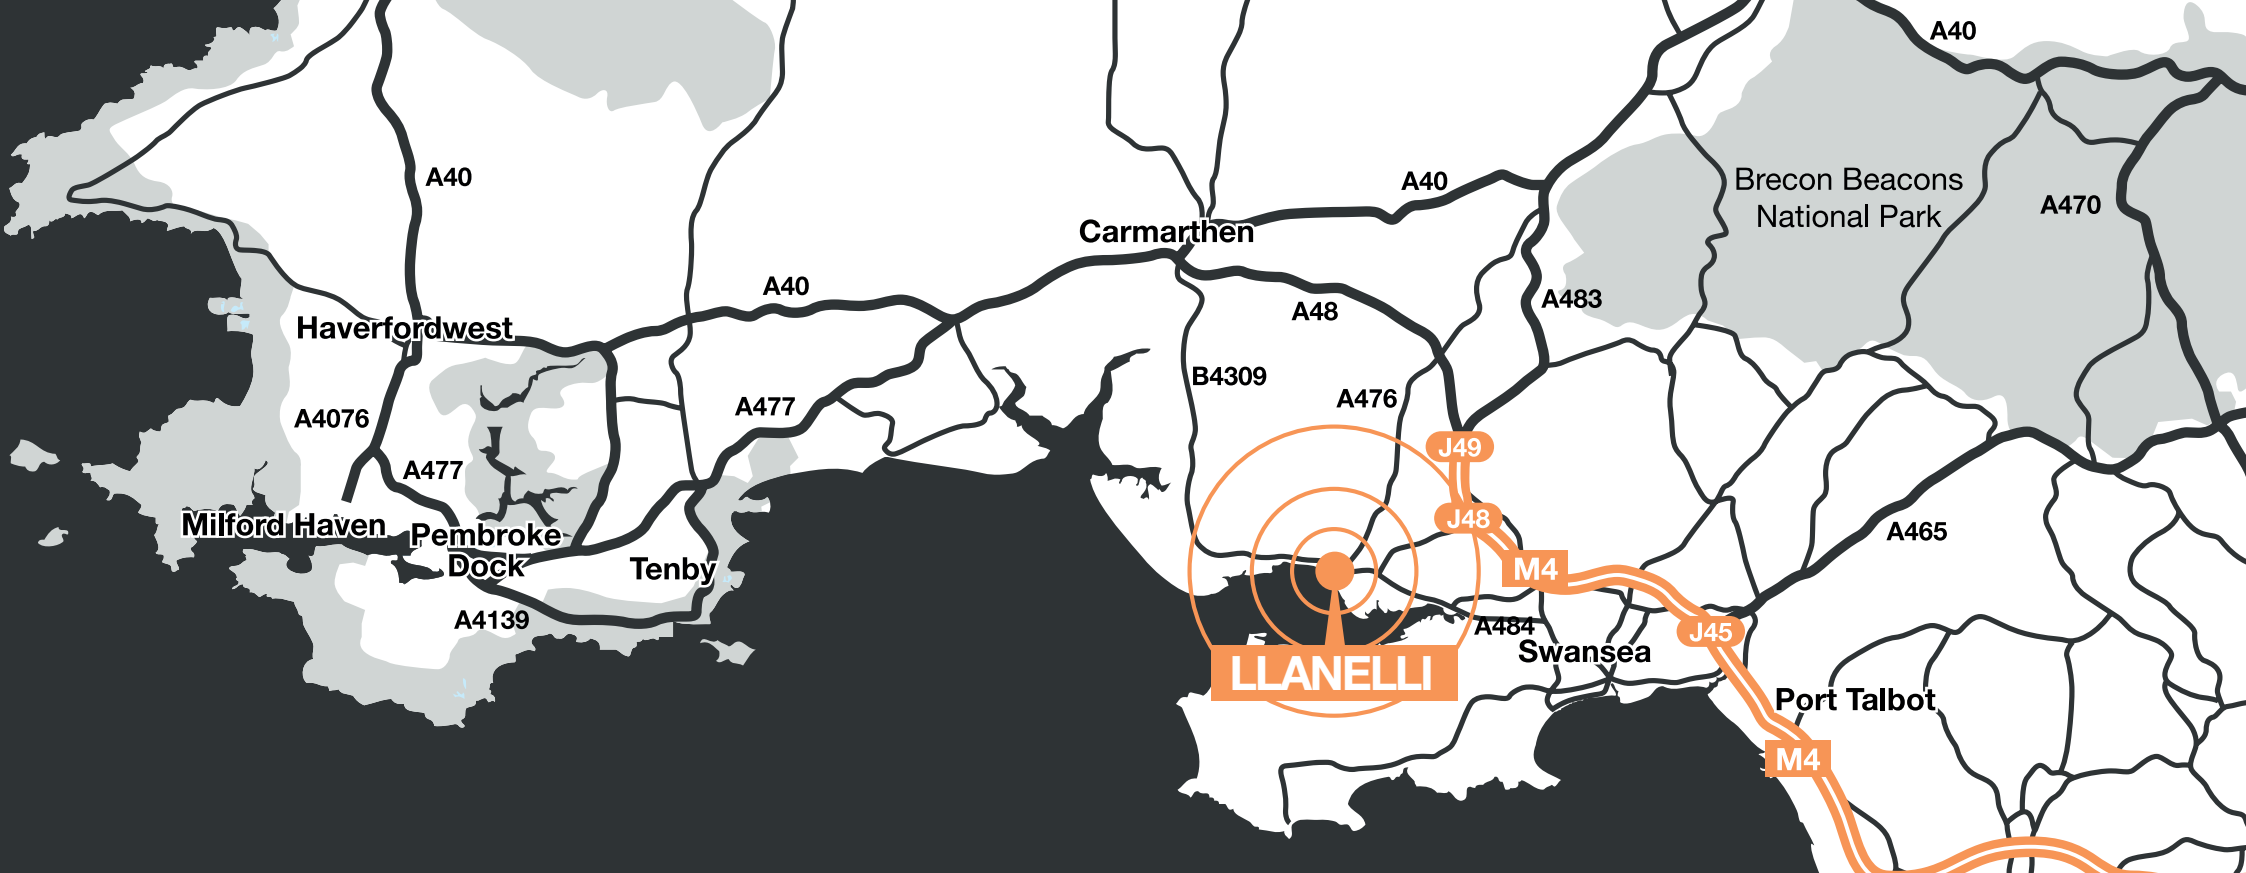 A40
A40
Brecon Beacons
National Park
A40
A470
Carmarthen
A40
A483
A48
Haverfordwest
B4309
A476
A477
A4076
J49
A477
J48
Milford Haven
Pembroke
Dock
A465
Tenby
M4
A4139
A484
J45
Swansea
LLANELLI
Port Talbot
M4